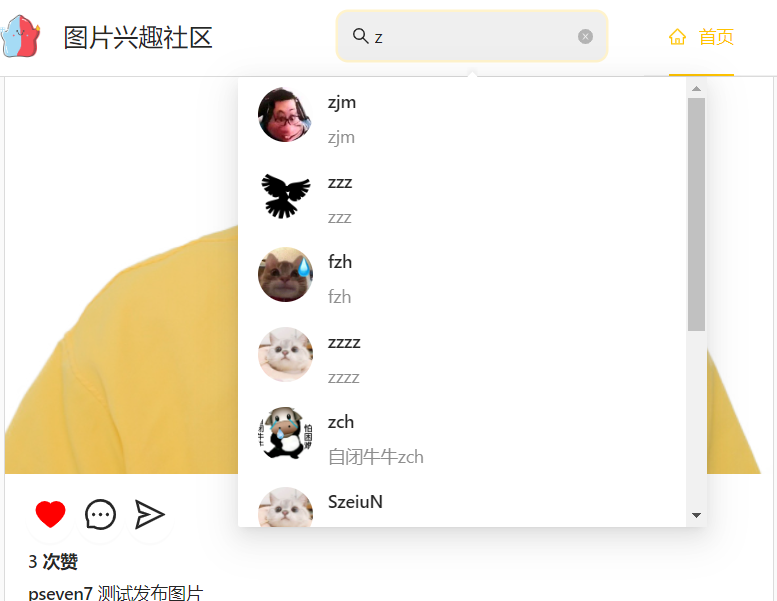 图片兴趣社区
z
首页
zjm
zjm
zzz
zzz
fzh
fzh
zzzz
zzzz
zch
自闭牛牛zch
SzeiuN
3 次赞
pseven7 测试发布图片